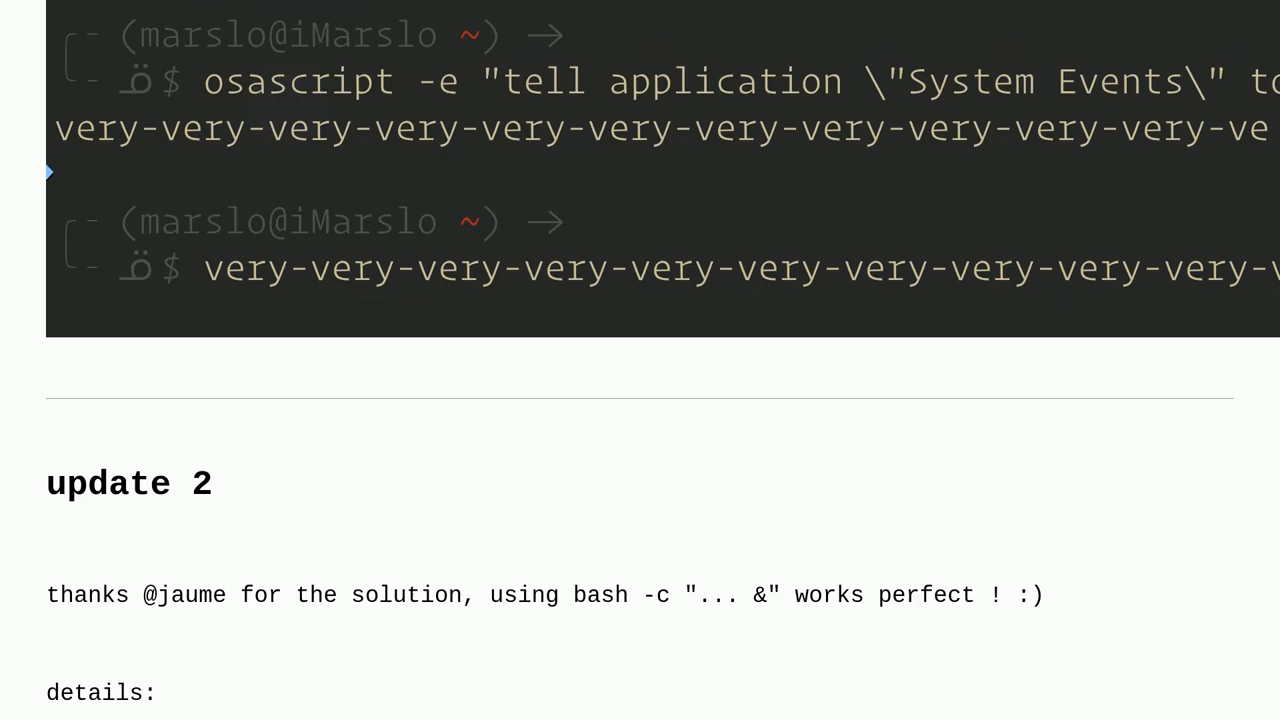 (marslo@iMarslo ~) →
$ osascript -e "tell application \"System Events\" to
very-very-very-very-very-very-very-very-very-very-very-ve
(marslo@iMarslo ~) →
$ very-very-very-very-very-very-very-very-very-very-
update 2
thanks @jaume for the solution, using bash -c "... &" works perfect ! :)
details: